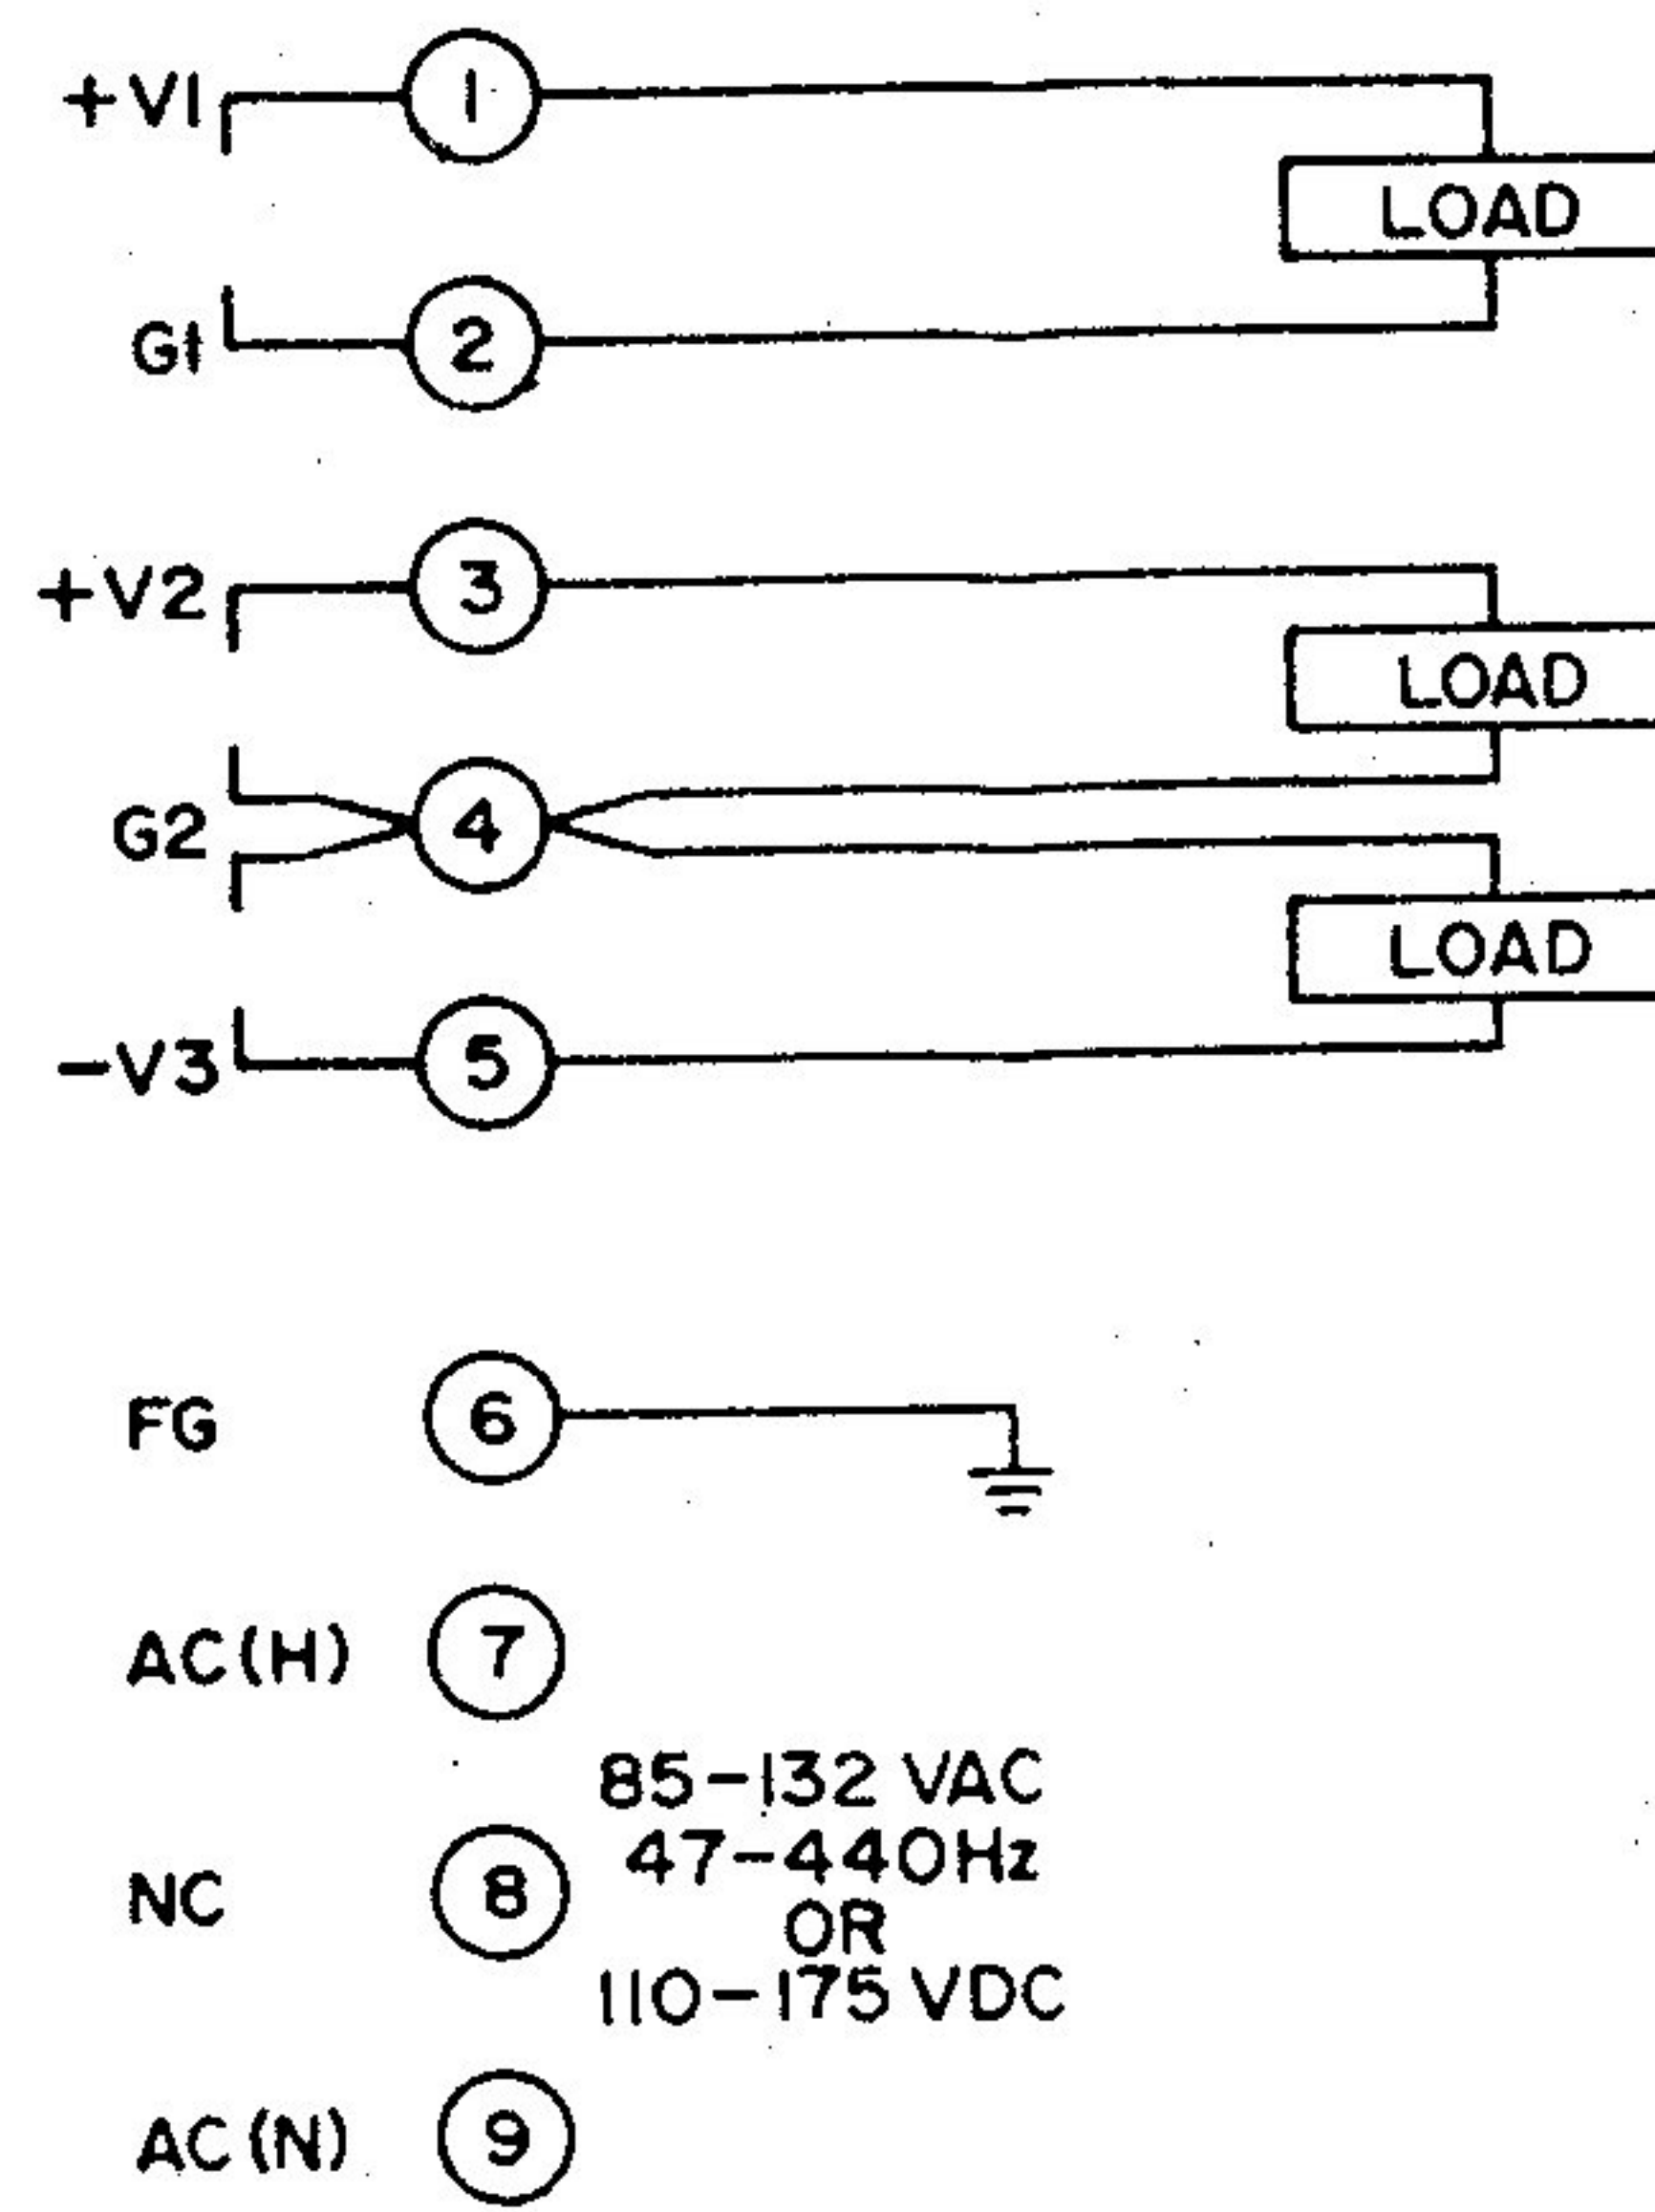 +V1 1
LOAD
G1 2
+V2 3
LOAD
G2 4
LOAD
-V3 5
FG 6
AC(H) 7
85-132 VAC
47-440Hz
NC 8
OR
110-175 VDC
AC(N) 9